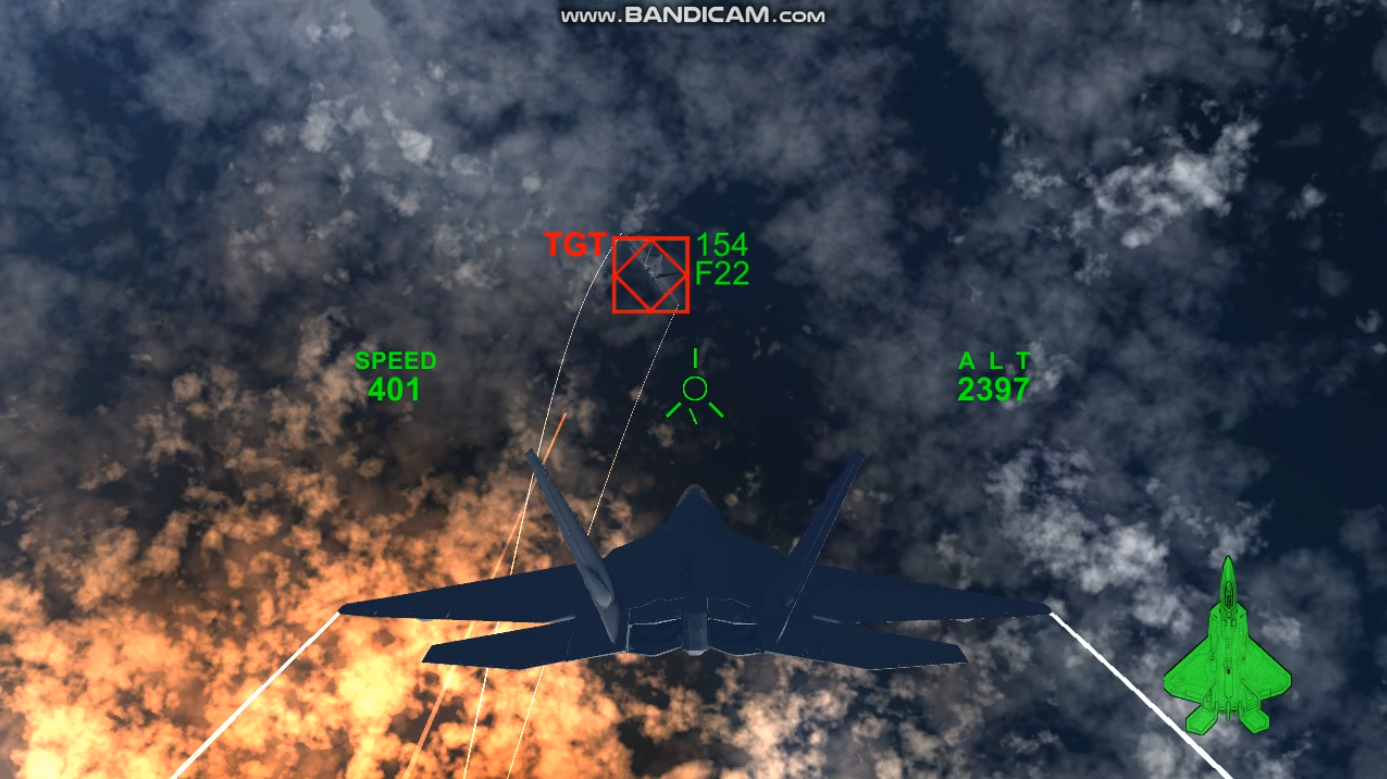 www.BANDICAM.com
TGT 154
F22
SPEED
401
A L T
2397